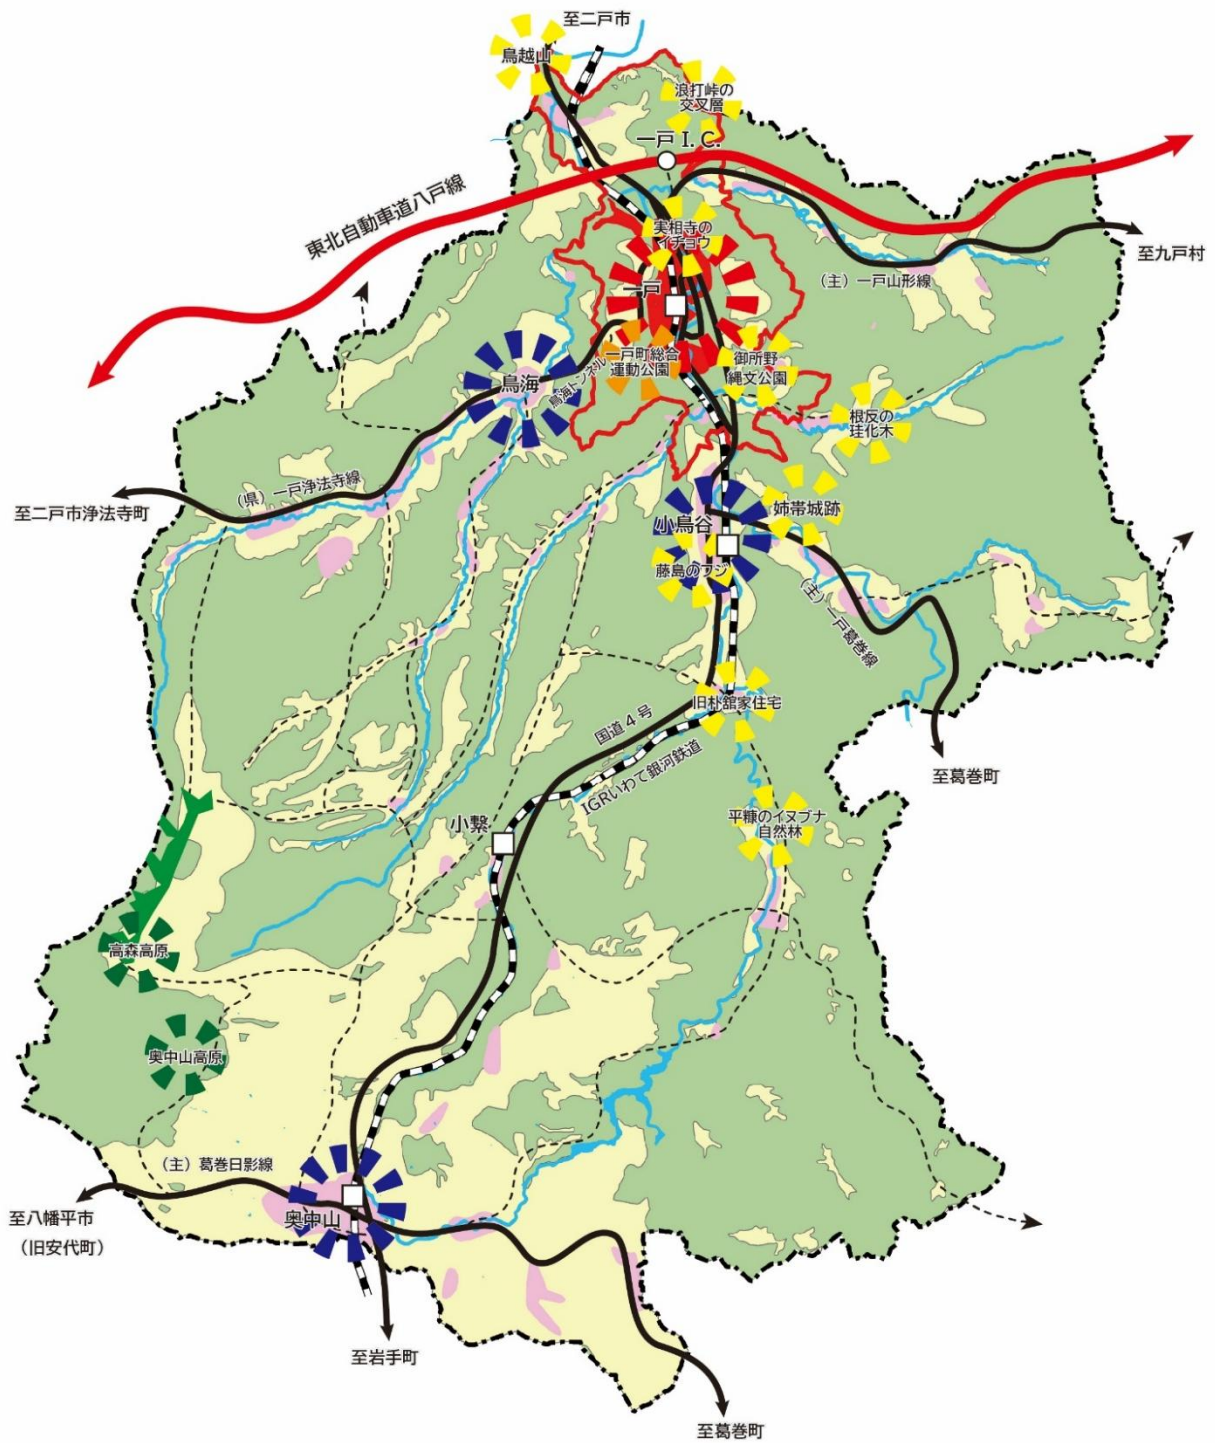 至二戸市
鳥越山
浪打峠の
交叉層
一戸 I. C.
東北自動車道八戸線
実相寺の
イチョウ
至九戸村
(主)一戸山形線
一戸
一戸町総合
運動公園
御所野
縄文公園
鳥海
鳥海トンネル
根反の
珪化木
(県)一戸浄法寺線
至二戸市浄法寺町
小鳥谷
姉帯城跡
藤島のフジ
(主)一戸葛巻線
旧朴舘家住宅
国道4号
IGRいわて銀河鉄道
至葛巻町
小繋
平糠のイヌブナ
自然林
高森高原
奥中山高原
(主)葛巻日影線
至八幡平市
(旧安代町)
奥中山
至岩手町
至葛巻町